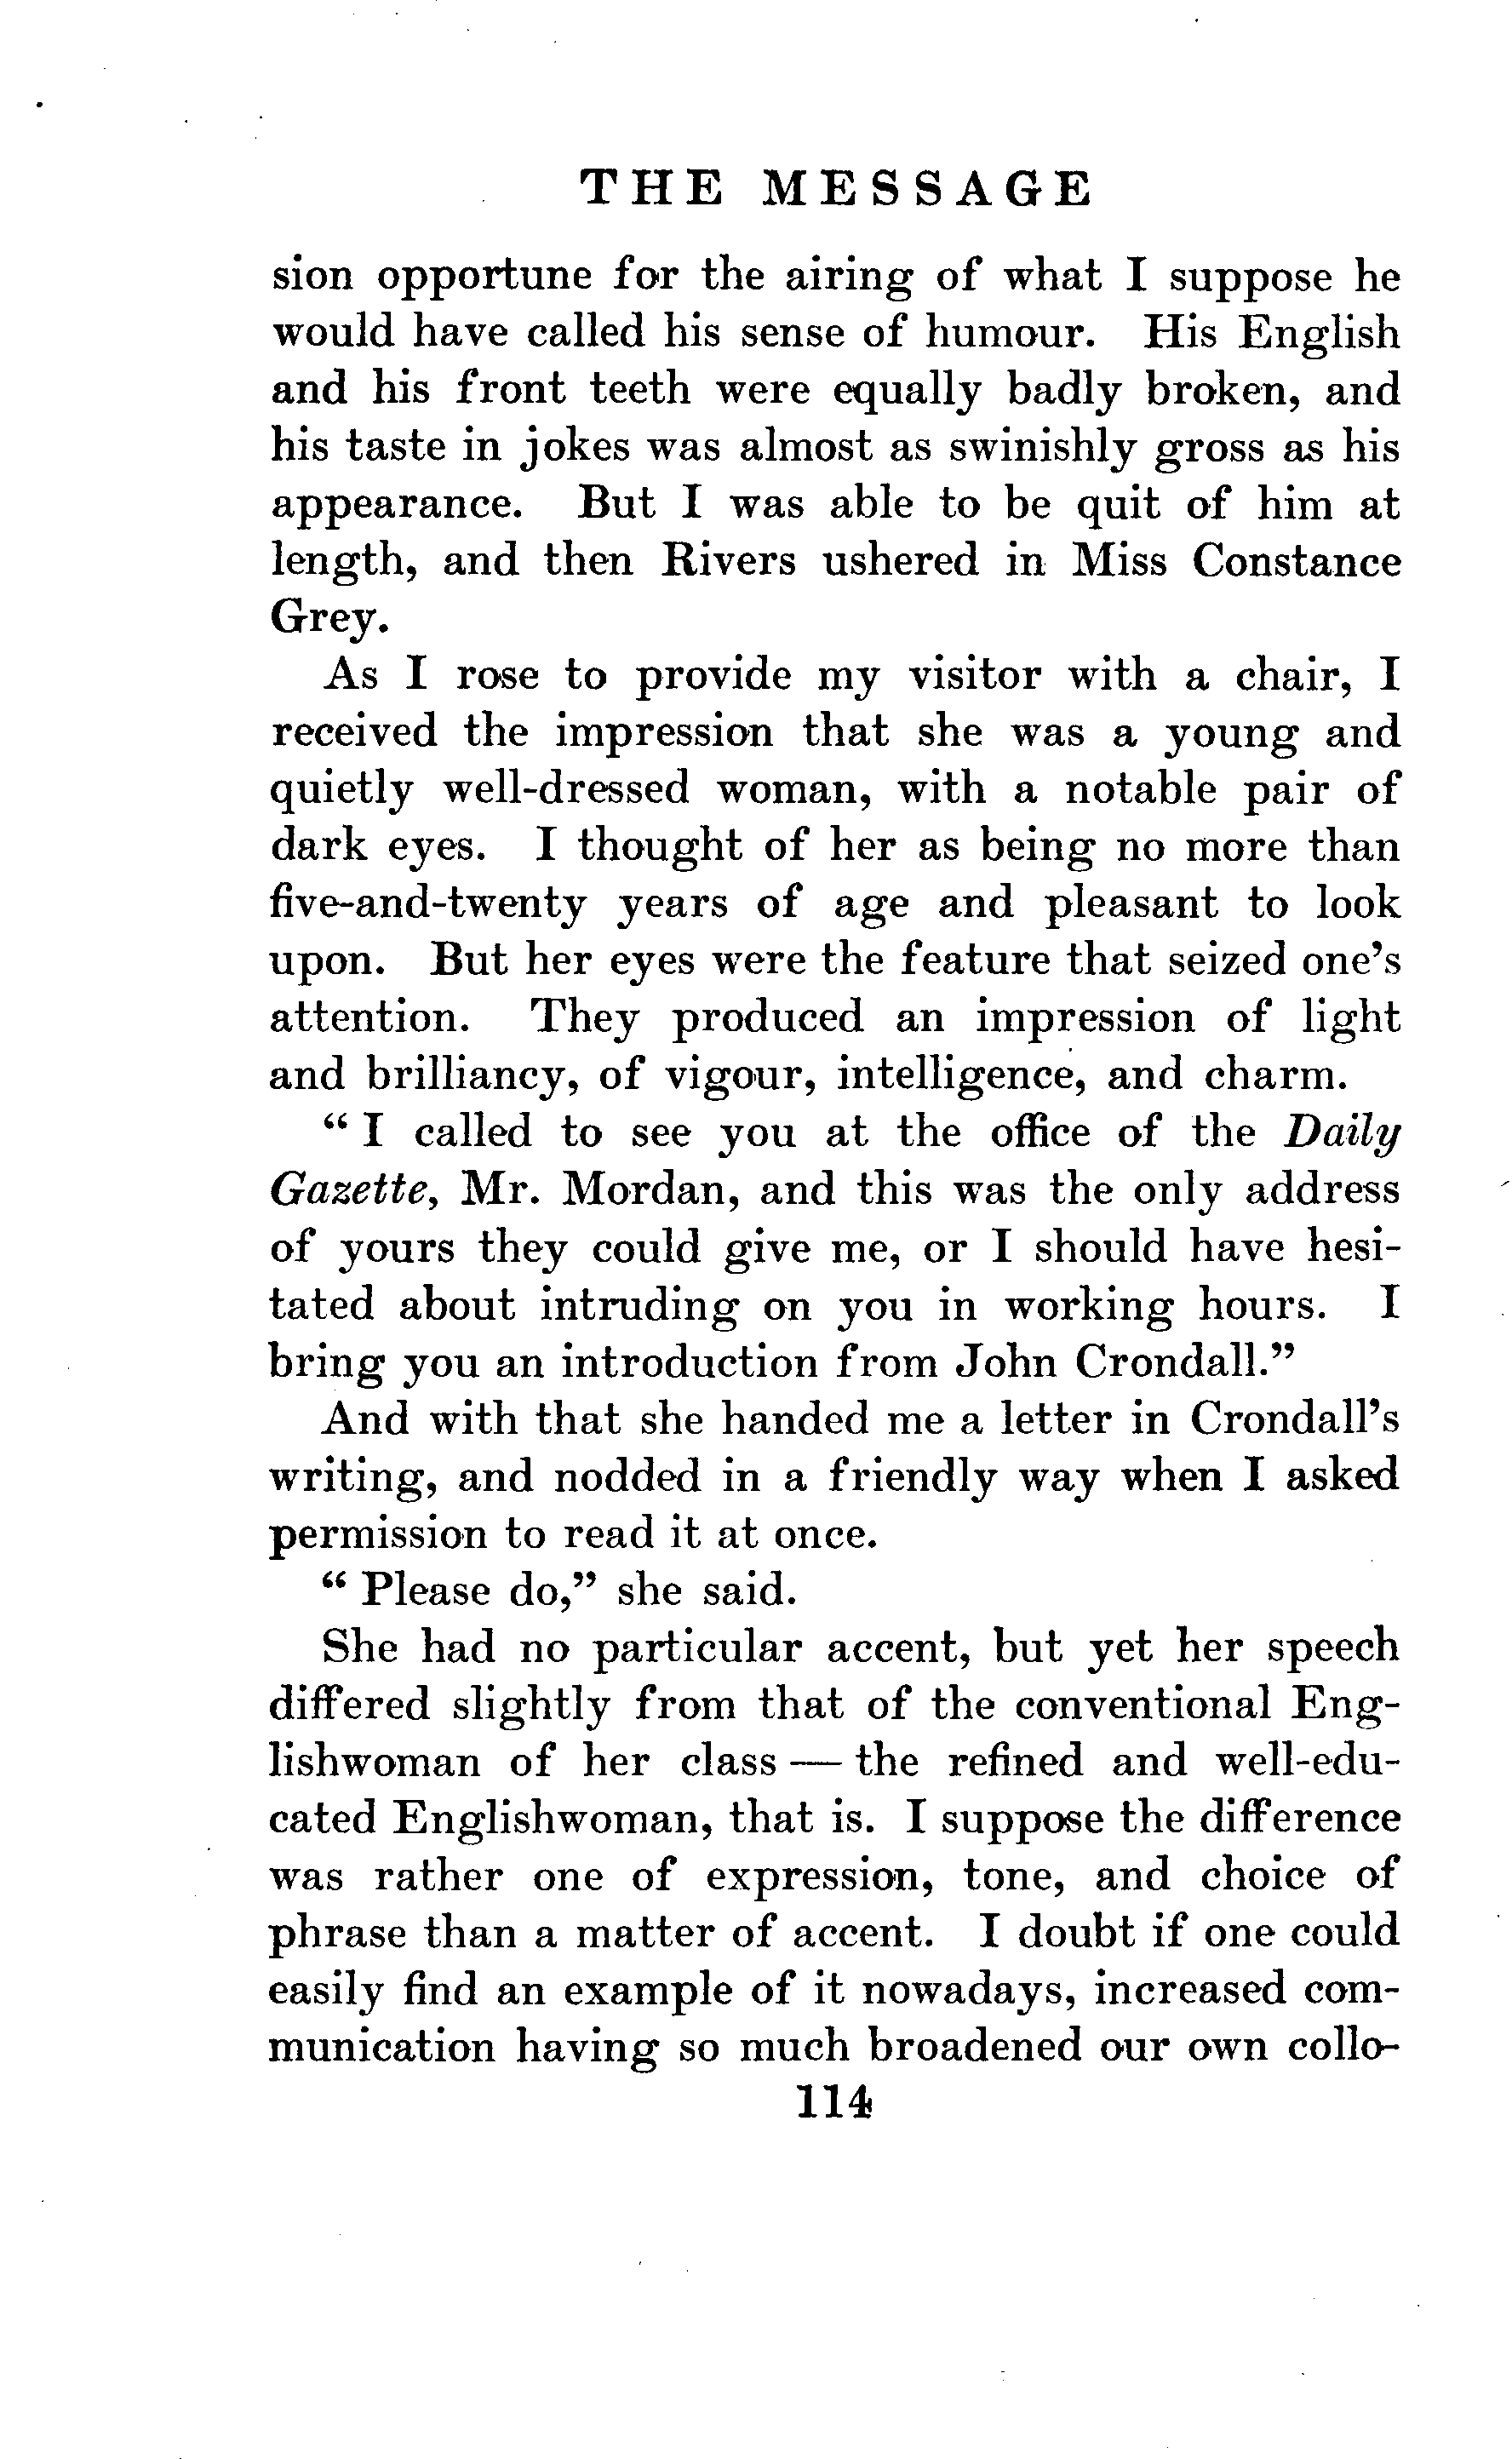 THE MESSAGE
sion opportune for the airing of what I suppose he
would have called his sense of humour. His English
and his front teeth were equally badly broken, and
his taste in jokes was almost as swinishly gross as his
appearance. But I was able to be quit of him at
length, and then Rivers ushered in Miss Constance
Grey.
As I rose to provide my visitor with a chair, I
received the impression that she was a young and
quietly well-dressed woman, with a notable pair of
dark eyes. I thought of her as being no more than
five-and-twenty years of age and pleasant to look
upon. But her eyes were the feature that seized one's
attention. They produced an impression of light
and brilliancy, of vigour, intelligence, and charm.
“ I called to see you at the office of the Daily
Gazette, Mr. Mordan, and this was the only address
of yours they could give me, or I should have hesi-
tated about intruding on you in working hours. I
bring you an introduction from John Crondall.”
And with that she handed me a letter in Crondall's
writing, and nodded in a friendly way when I asked
permission to read it at once.
“ Please do,” she said.
She had no particular accent, but yet her speech
differed slightly from that of the conventional Eng-
lishwoman of her class — the refined and well-edu-
cated Englishwoman, that is. I suppose the difference
was rather one of expression, tone, and choice of
phrase than a matter of accent. I doubt if one could
easily find an example of it nowadays, increased com-
munication having so much broadened our own collo-
114